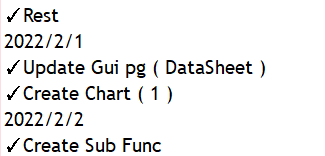 ✓Rest
2022/2/1
✓Update Gui pg ( DataSheet )
✓Create Chart ( 1 )
2022/2/2
✓Create Sub Func